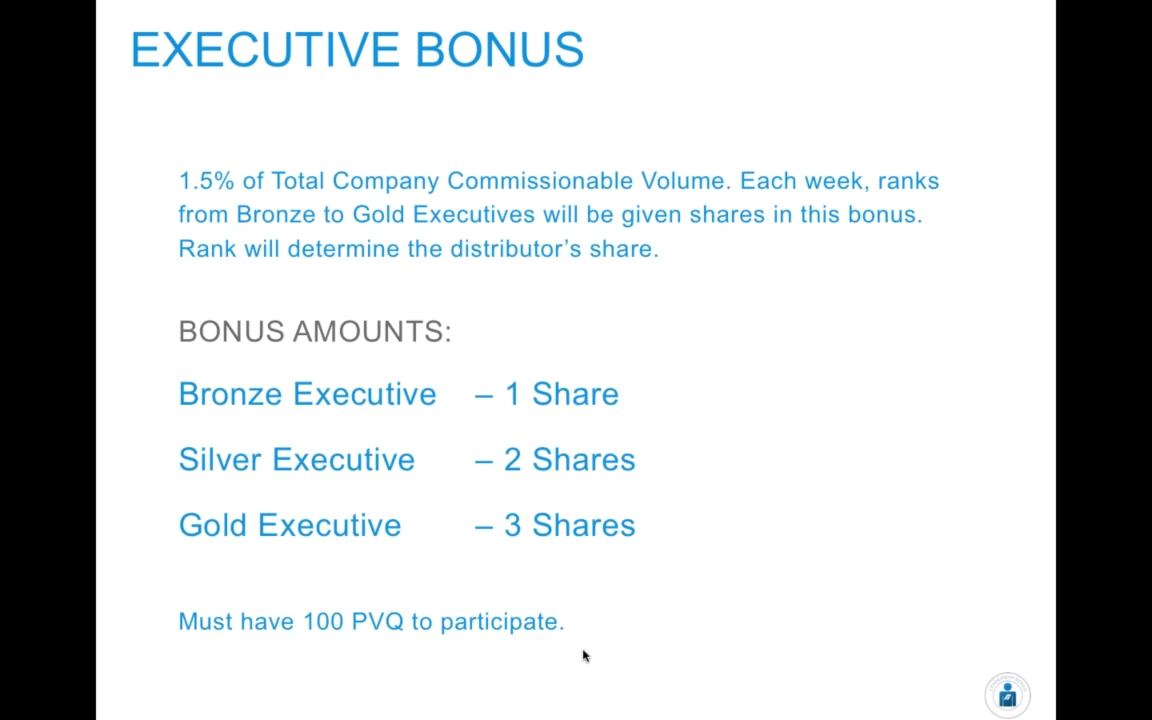 EXECUTIVE BONUS
1.5% of Total Company Commissionable Volume. Each week, ranks
from Bronze to Gold Executives will be given shares in this bonus.
Rank will determine the distributor’s share.
BONUS AMOUNTS:
Bronze Executive – 1 Share
Silver Executive – 2 Shares
Gold Executive – 3 Shares
Must have 100 PVQ to participate.